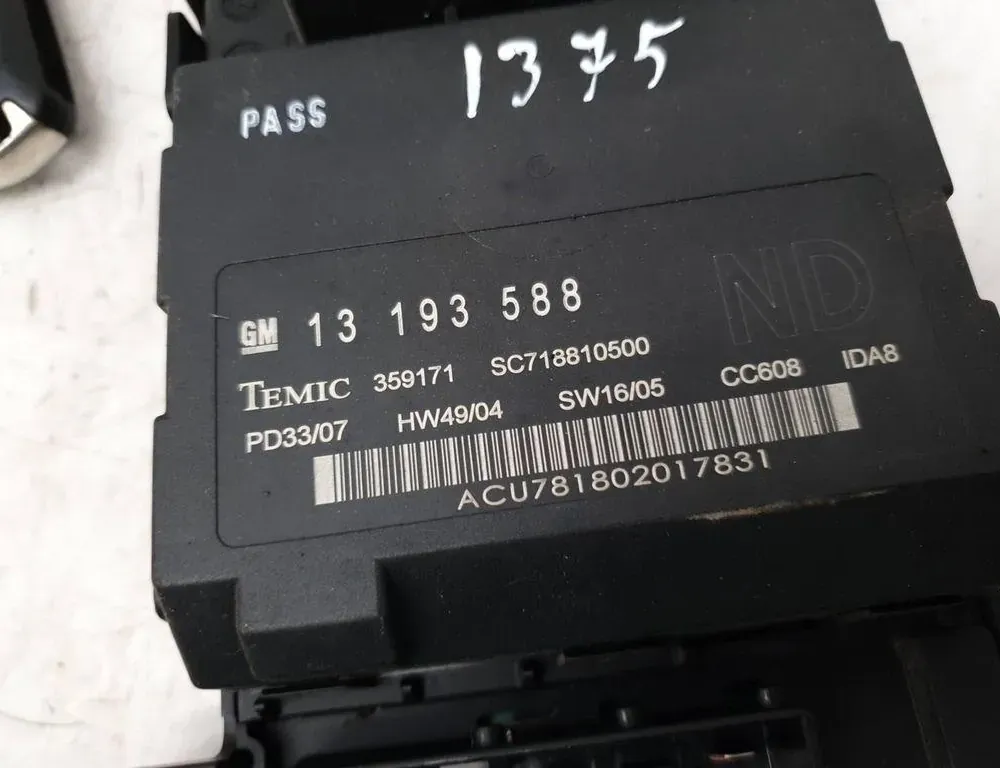 1375
PASS
ND
GM 13 193 588
TEMIC 359171 SC718810500
PD33/07 HW49/04 SW16/05 CC608 IDA8
ACU781802017831